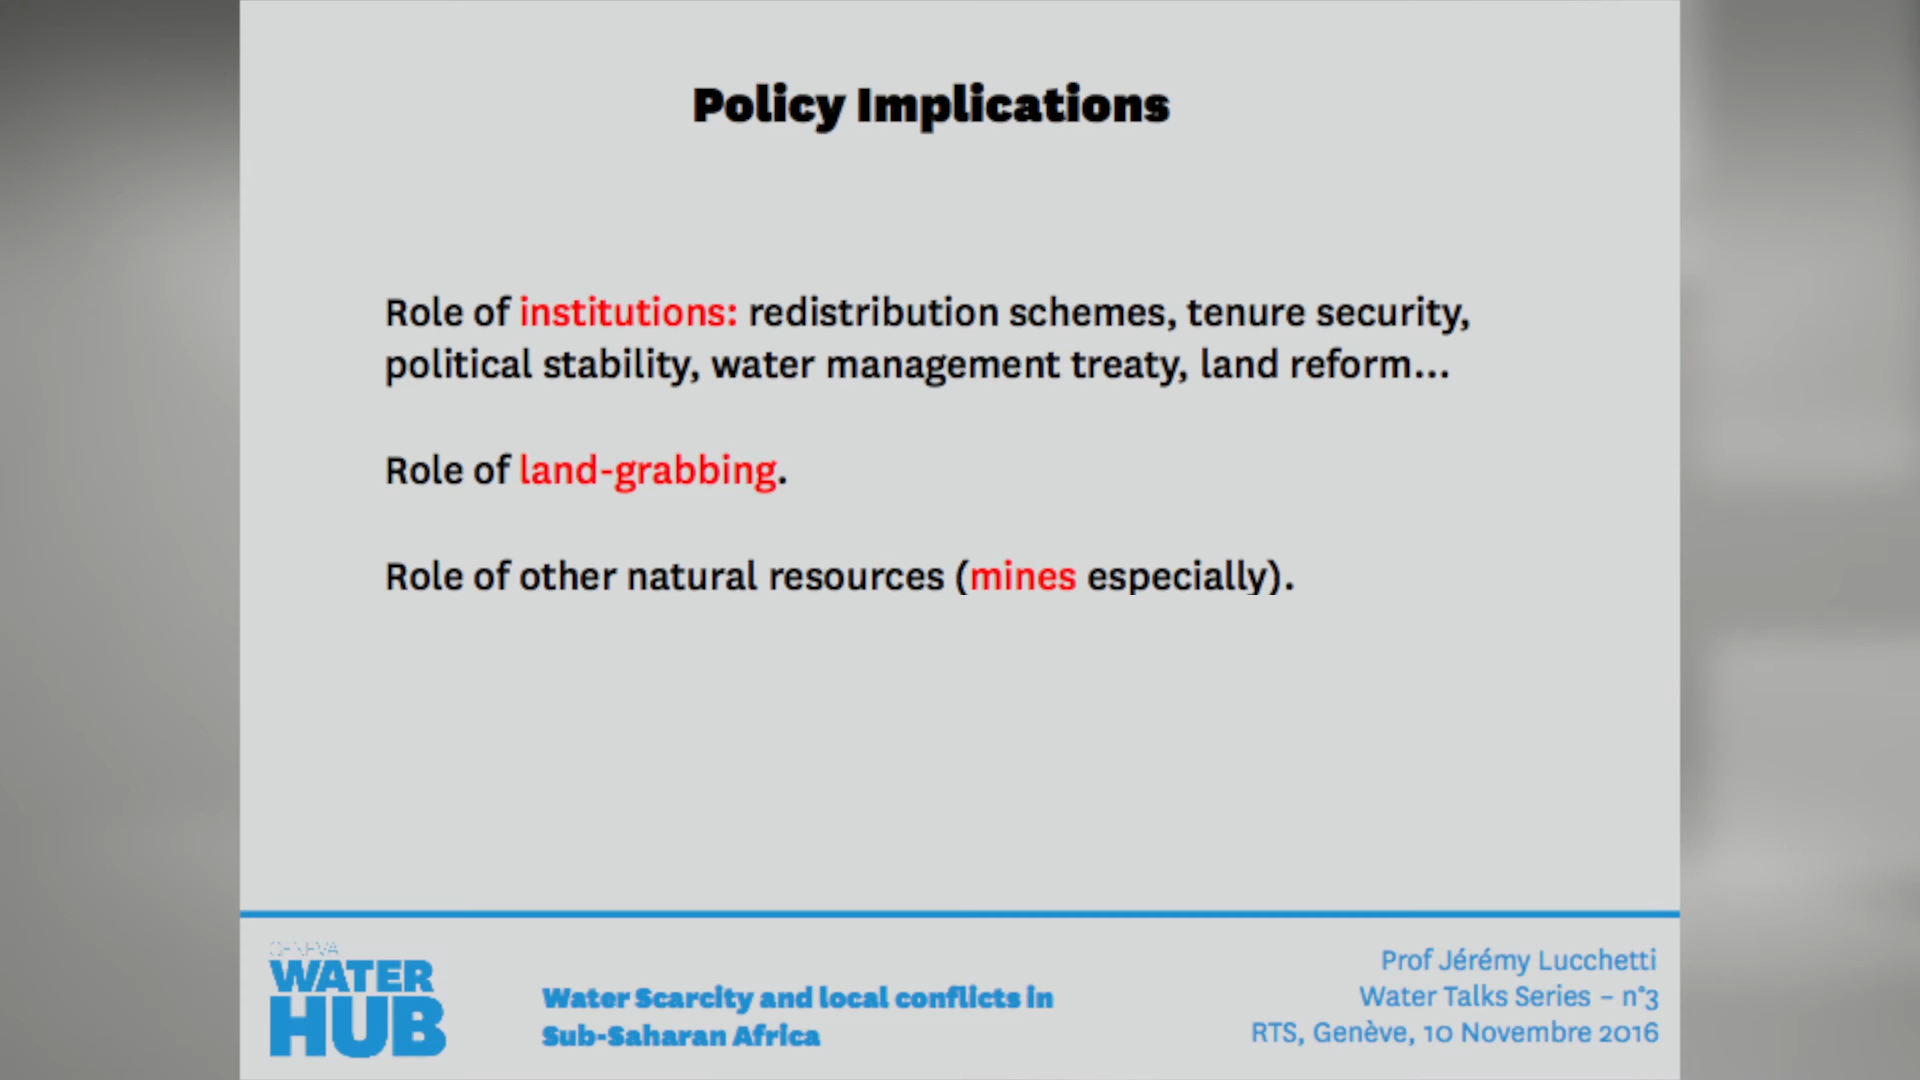 Policy Implications
Role of institutions: redistribution schemes, tenure security,
political stability, water management treaty, land reform...
Role of land-grabbing.
Role of other natural resources (mines especially).
GENEVA
WATER
HUB
Water Scarcity and local conflicts in
Sub-Saharan Africa
Prof Jérémy Lucchetti
Water Talks Series – n°3
RTS, Genève, 10 Novembre 2016